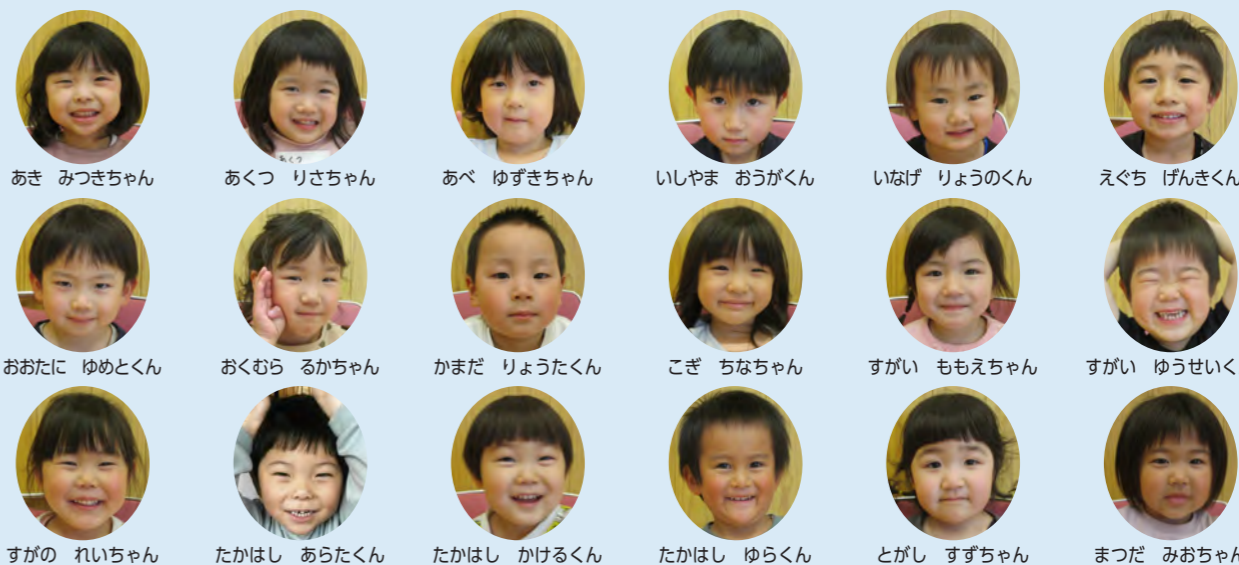 あき　みつきちゃん
あくつ　りさちゃん
あべ　ゆずきちゃん
いしやま　おうがくん
いなげ　りょうのくん
えぐち　げんきくん
あくつ
おおたに　ゆめとくん
おくむら　るかちゃん
かまだ　りょうたくん
こぎ　ちなちゃん
すがい　ももえちゃん
すがい　ゆうせいく
すがの　れいちゃん
たかはし　あらたくん
たかはし　かけるくん
たかはし　ゆらくん
とがし　すずちゃん
まつだ　みおちゃん